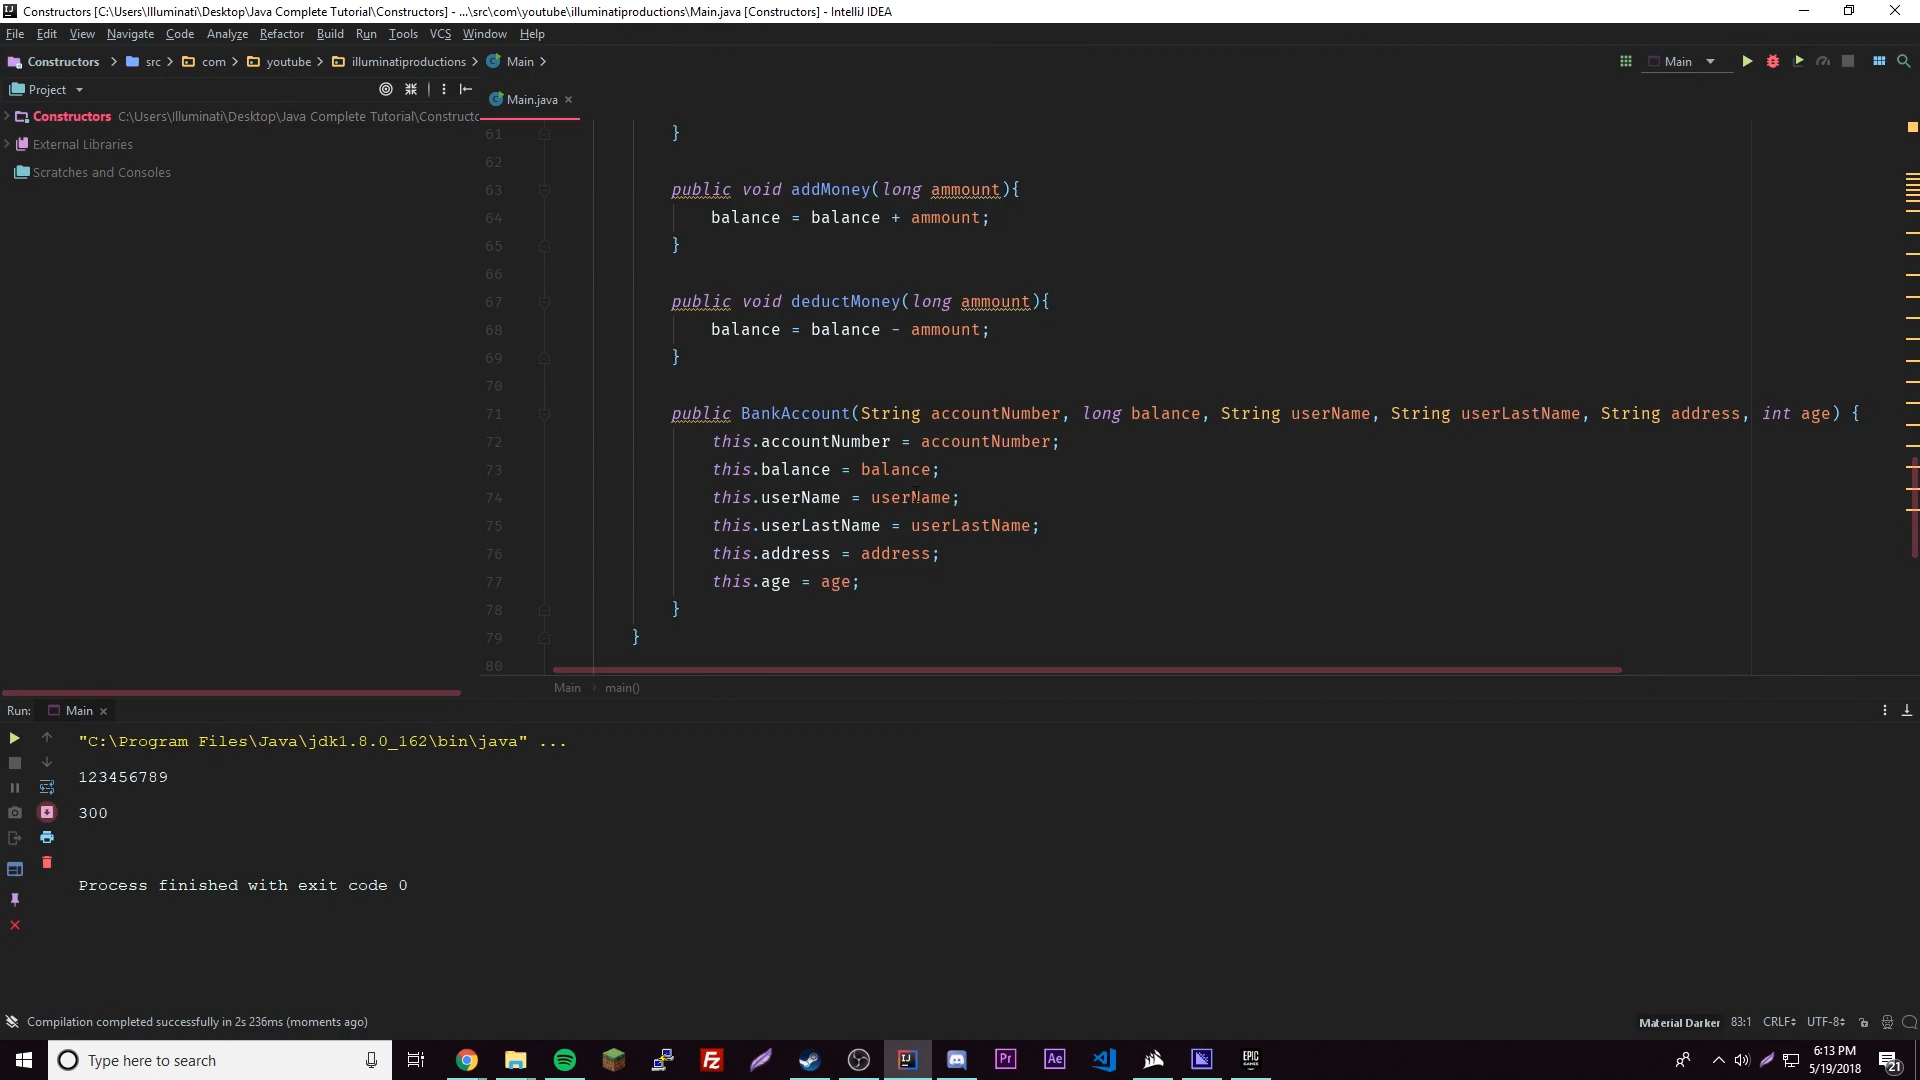 Constructors [C:\Users\Illuminati\Desktop\Java Complete Tutorial\Constructors] - ...\src\com\youtube\illuminatiproductions\Main.java [Constructors] - IntelliJ IDEA
File Edit View Navigate Code Analyze Refactor Build Run Tools VCS Window Help
Constructors src com youtube illuminatiproductions Main
Main
Project
Main.java
Constructors C:\Users\Illuminati\Desktop\Java Complete Tutorial\Constructo
External Libraries
Scratches and Consoles
61 }
62
63 public void addMoney(long ammount){
64 balance = balance + ammount;
65 }
66
67 public void deductMoney(long ammount){
68 balance = balance - ammount;
69 }
70
71 public BankAccount(String accountNumber, long balance, String userName, String userLastName, String address, int age) {
72 this.accountNumber = accountNumber;
73 this.balance = balance;
74 this.userName = userName;
75 this.userLastName = userLastName;
76 this.address = address;
77 this.age = age;
78 }
79 }
80
Main main()
Run: Main
"C:\Program Files\Java\jdk1.8.0_162\bin\java" ...
123456789
300
Process finished with exit code 0
Compilation completed successfully in 2s 236ms (moments ago)
Material Darker 83:1 CRLF UTF-8
Type here to search
Fz
IJ
Pr
Ae
EPIC GAMES
6:13 PM
5/19/2018
21